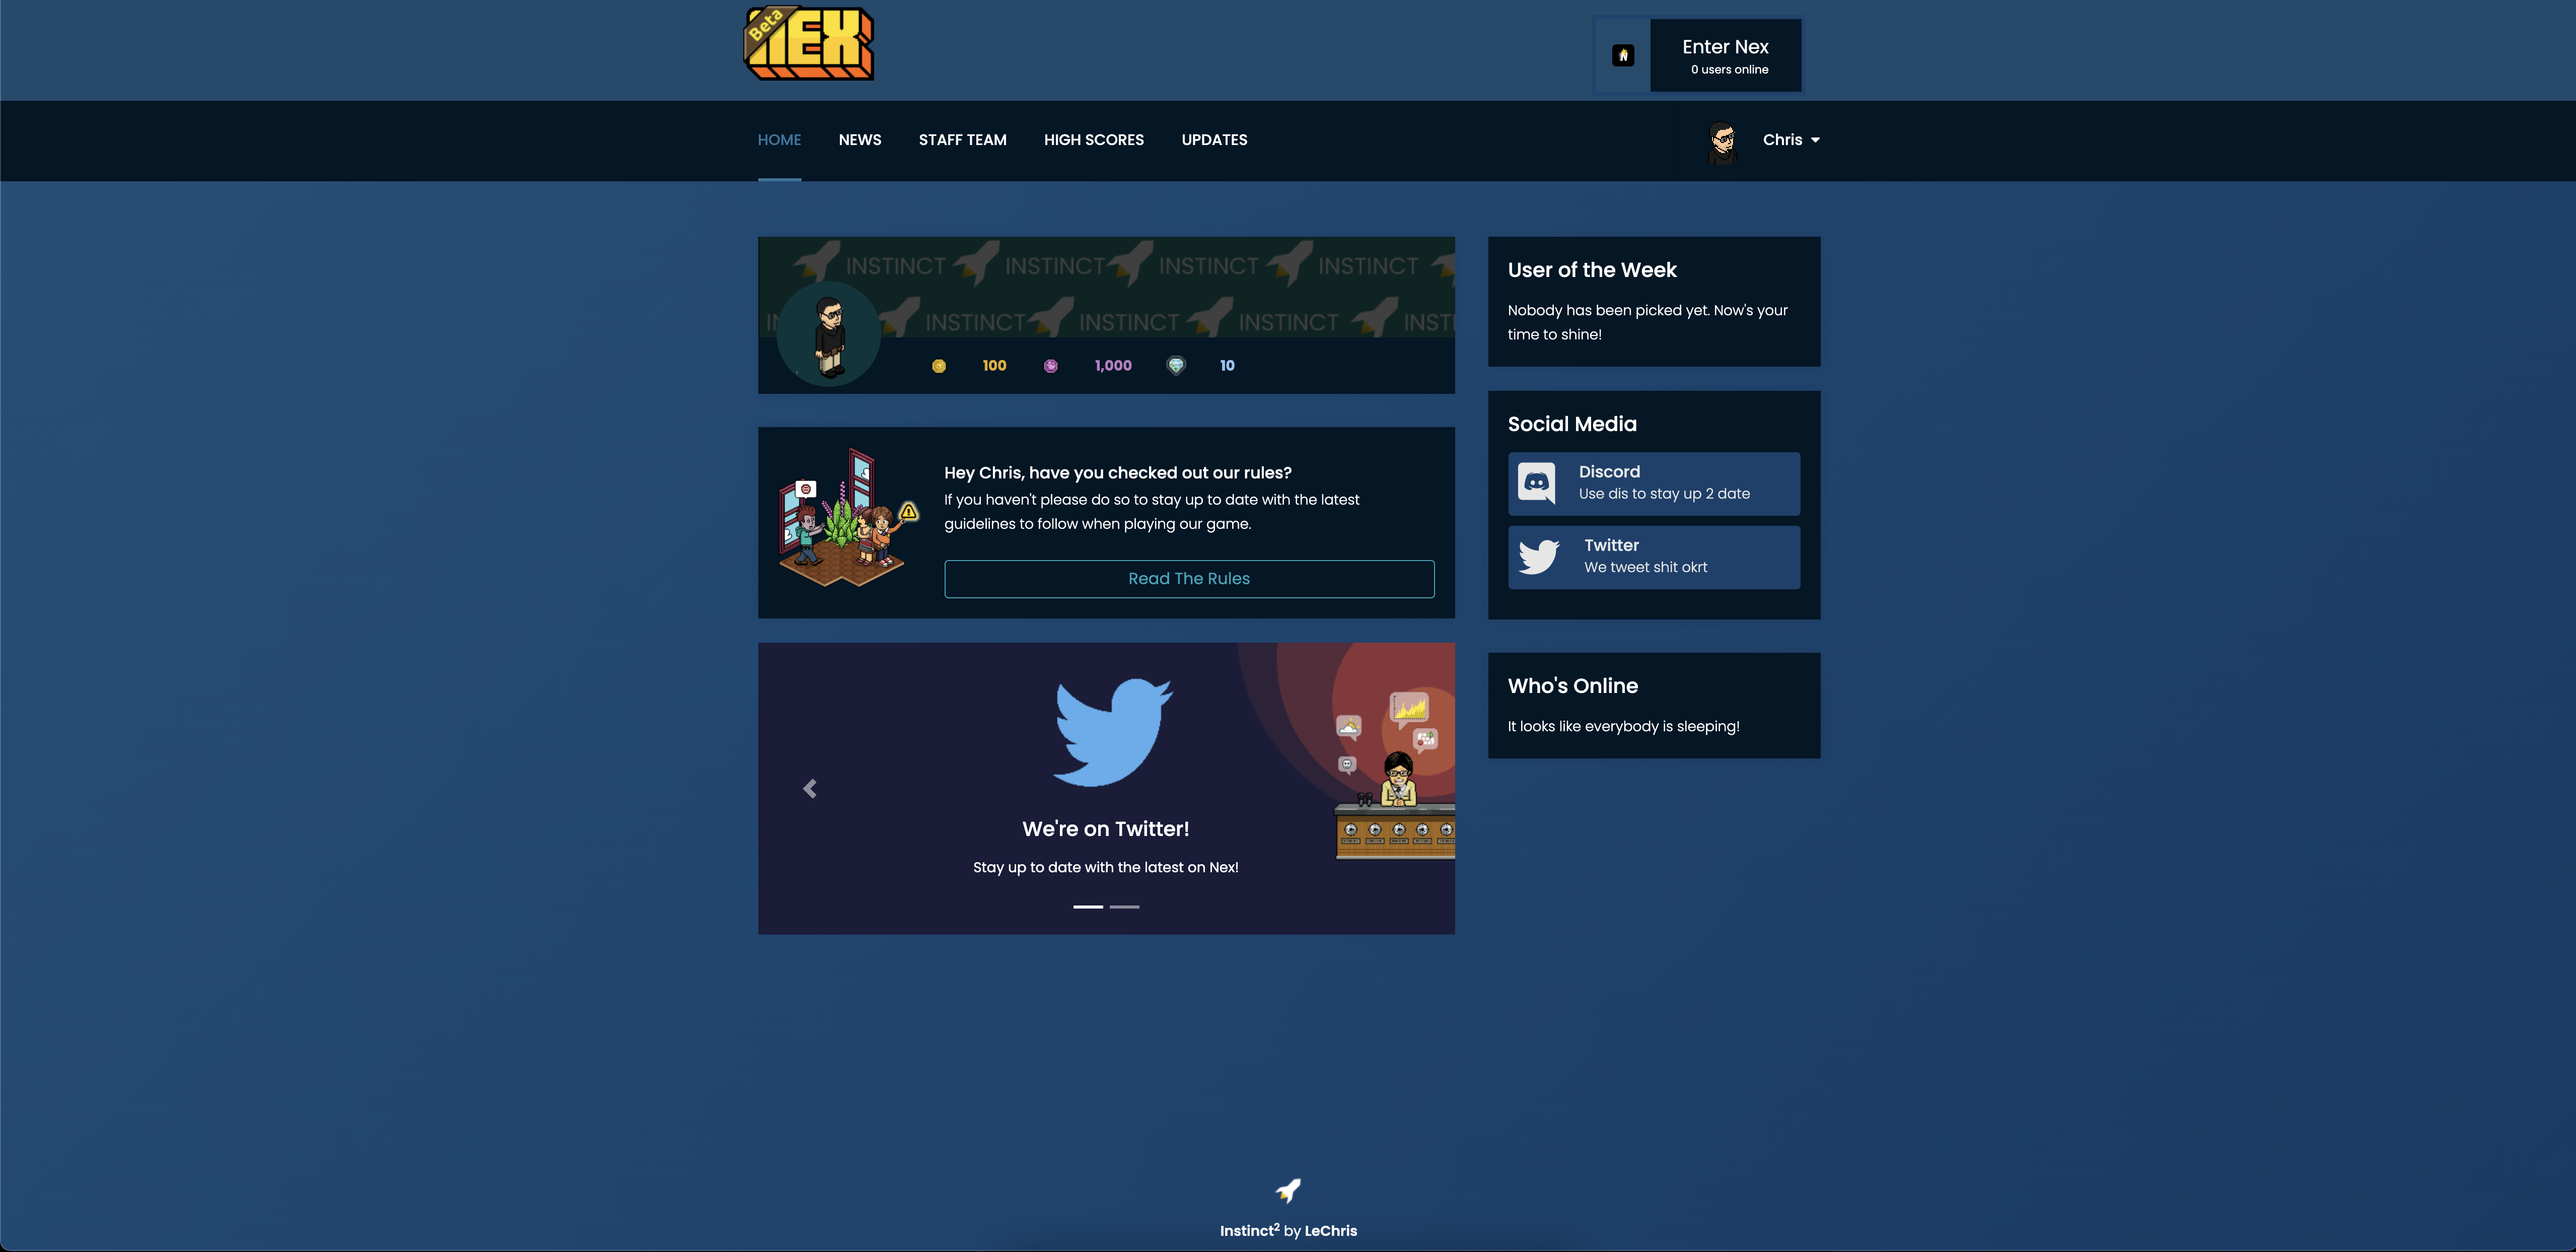 Beta
NEX
Enter Nex
0 users online
HOME NEWS STAFF TEAM HIGH SCORES UPDATES
Chris
INSTINCT INSTINCT INSTINCT INSTINCT
INSTINCT INSTINCT INSTINCT INST
100 1,000 10
Hey Chris, have you checked out our rules?
If you haven't please do so to stay up to date with the latest
guidelines to follow when playing our game.
Read The Rules
We're on Twitter!
Stay up to date with the latest on Nex!
User of the Week
Nobody has been picked yet. Now's your
time to shine!
Social Media
Discord
Use dis to stay up 2 date
Twitter
We tweet shit okrt
Who's Online
It looks like everybody is sleeping!
Instinct² by LeChris